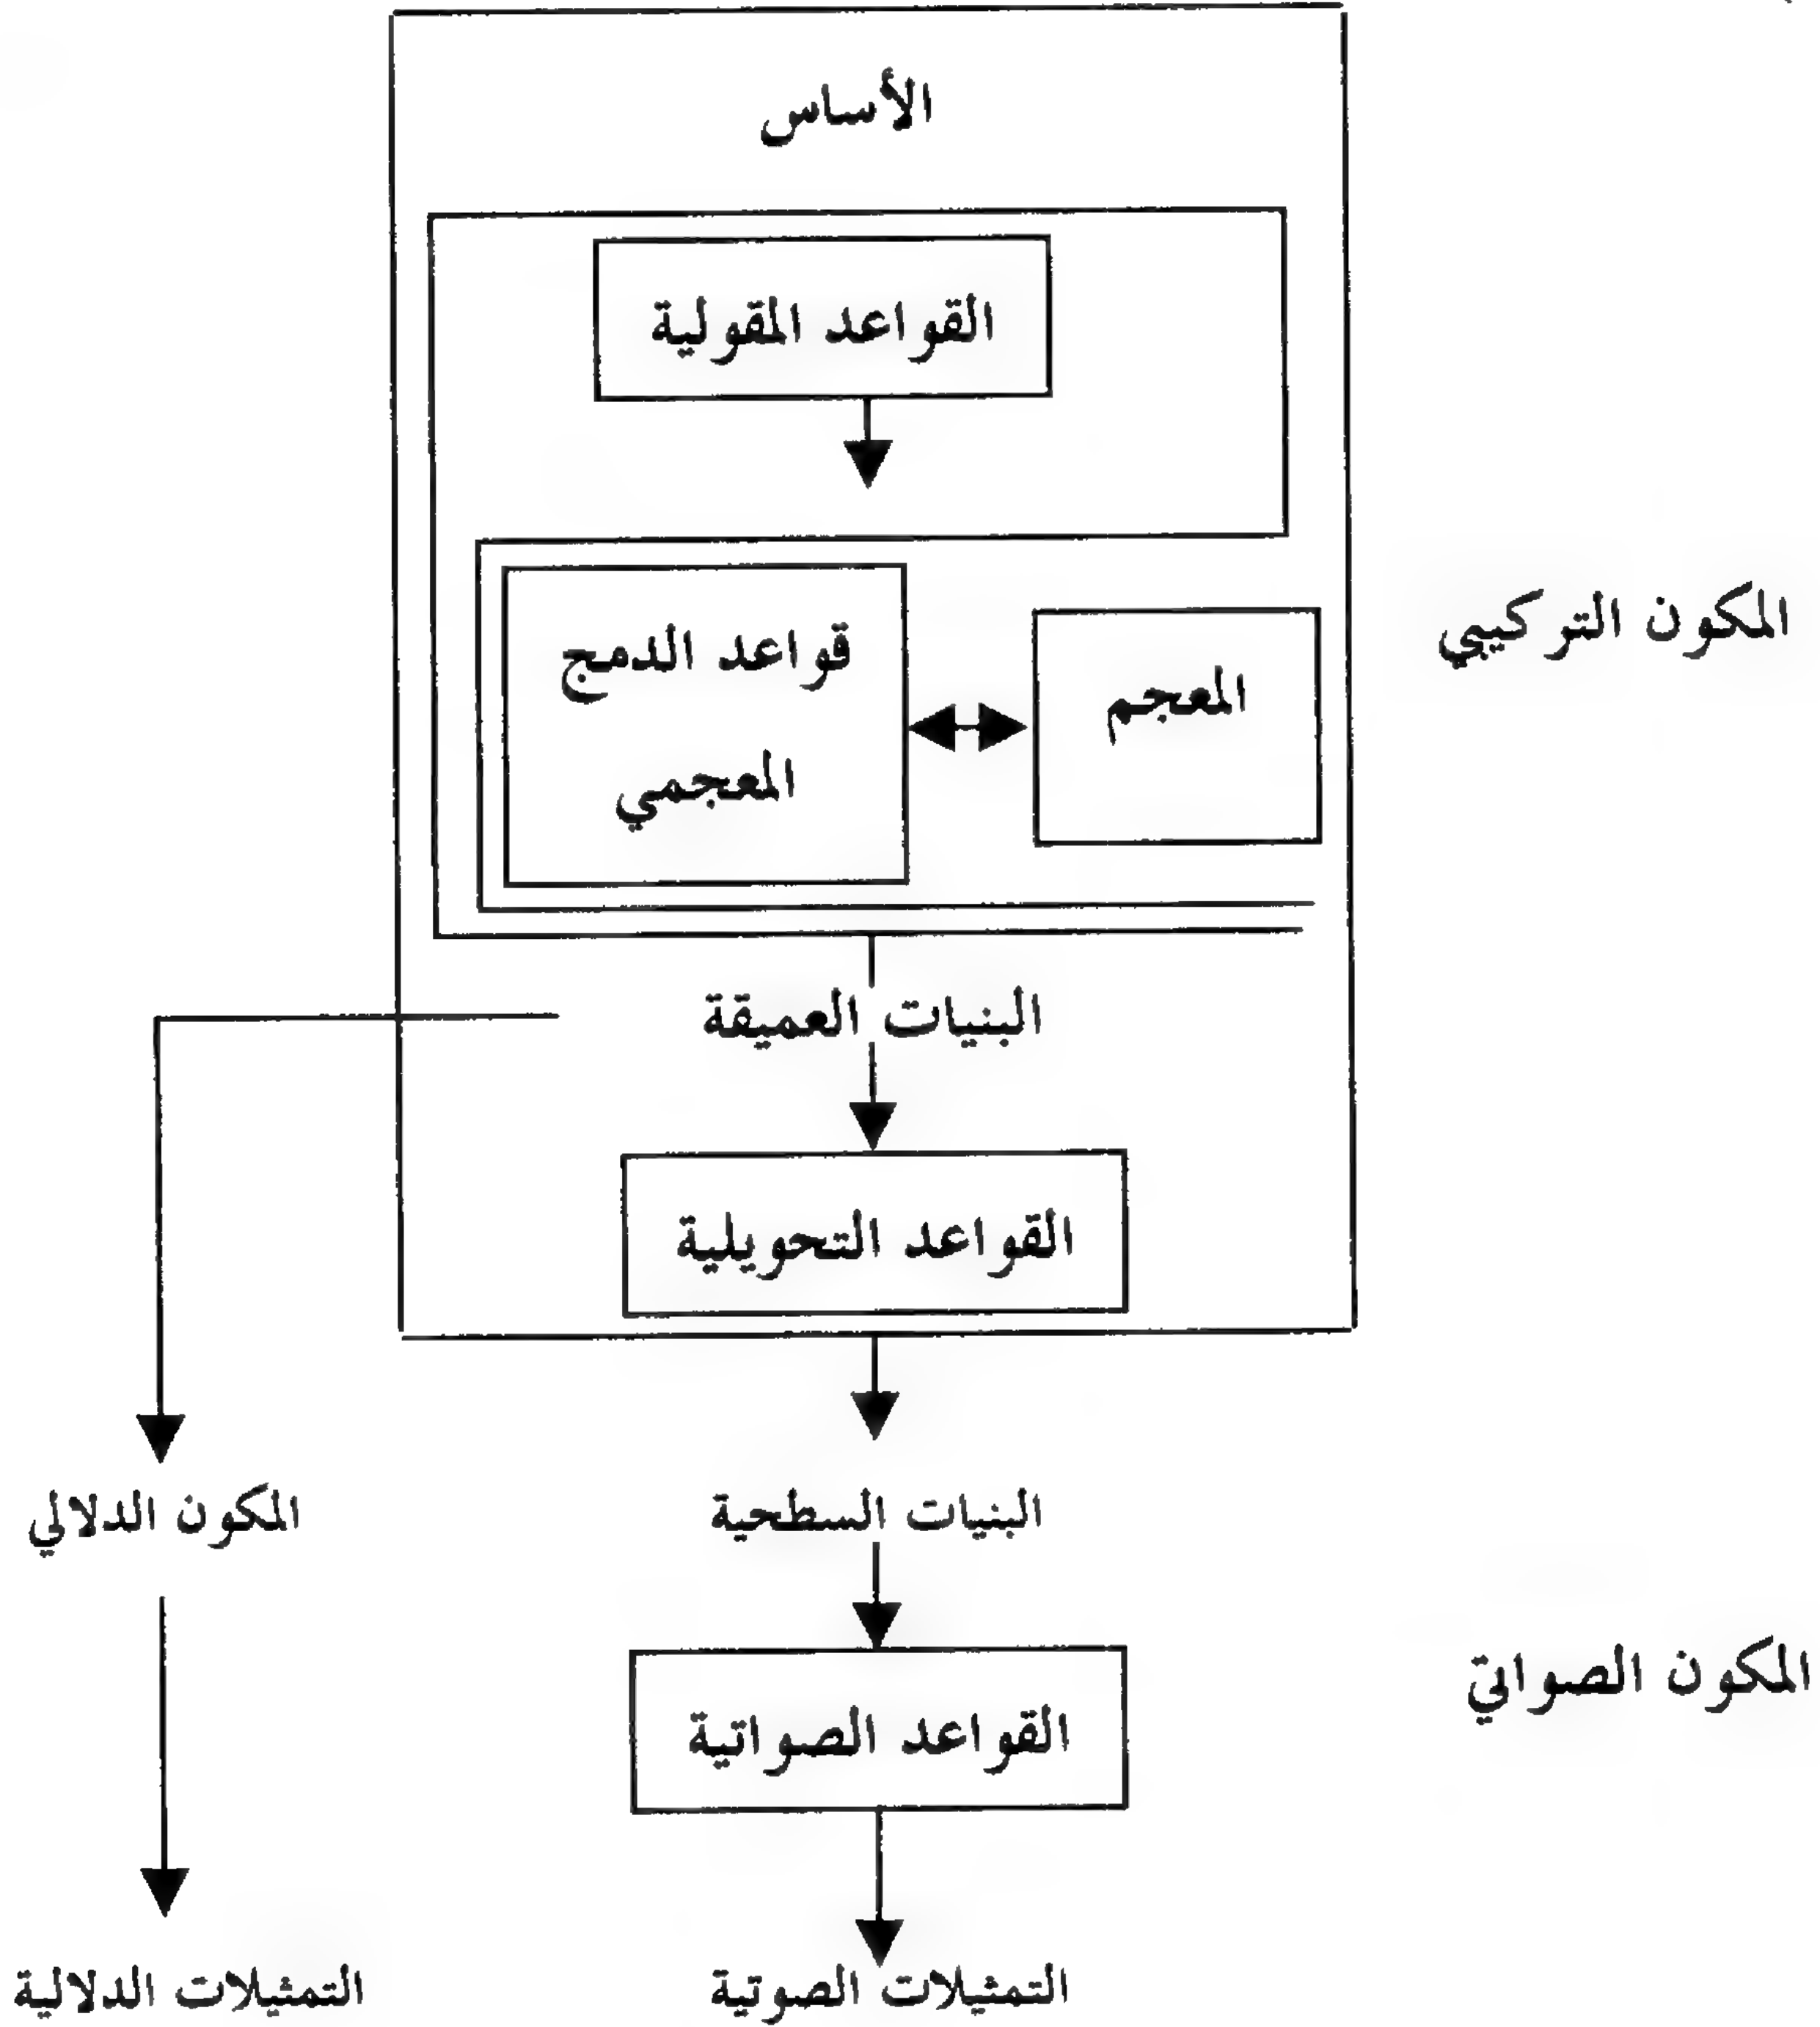 الأساس
القواعد المقولية
المكون التركيبي
قواعد الدمج
المعجمي
المعجم
البنيات العميقة
القواعد التحويلية
البنيات السطحية
المكون الدلالي
المكون الصواتي
القواعد الصواتية
التمثيلات الصوتية
التمثيلات الدلالية